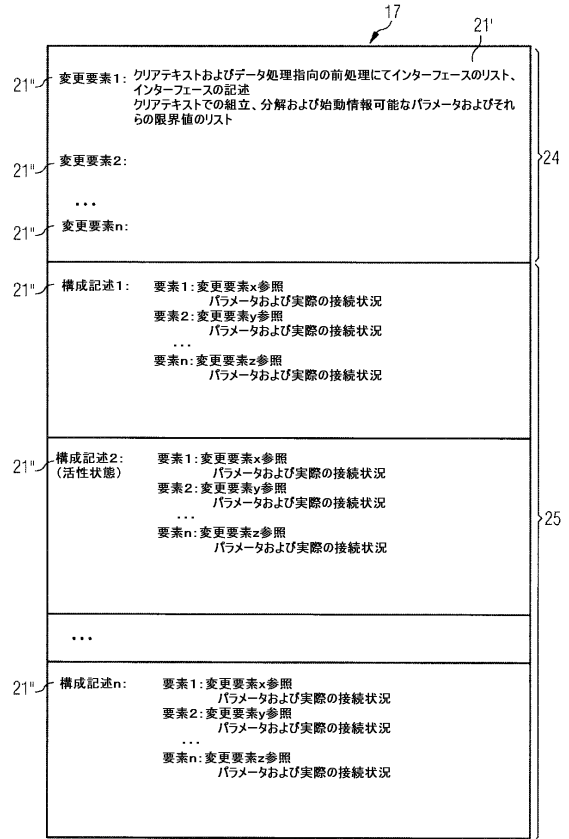 17
21'
21" 変更要素1: クリアテキストおよびデータ処理指向の前処理にてインターフェースのリスト、
インターフェースの記述
クリアテキストでの組立、分解および始動情報可能なパラメータおよびそれ
らの限界値のリスト
21" 変更要素2:
24
...
21" 変更要素n:
21" 構成記述1: 要素1:変更要素x参照
パラメータおよび実際の接続状況
要素2:変更要素y参照
パラメータおよび実際の接続状況
...
要素n:変更要素z参照
パラメータおよび実際の接続状況
21" 構成記述2: 要素1:変更要素x参照
(活性状態) パラメータおよび実際の接続状況
要素2:変更要素y参照
パラメータおよび実際の接続状況
...
25
要素n:変更要素z参照
パラメータおよび実際の接続状況
...
21" 構成記述n: 要素1:変更要素x参照
パラメータおよび実際の接続状況
要素2:変更要素y参照
パラメータおよび実際の接続状況
...
要素n:変更要素z参照
パラメータおよび実際の接続状況